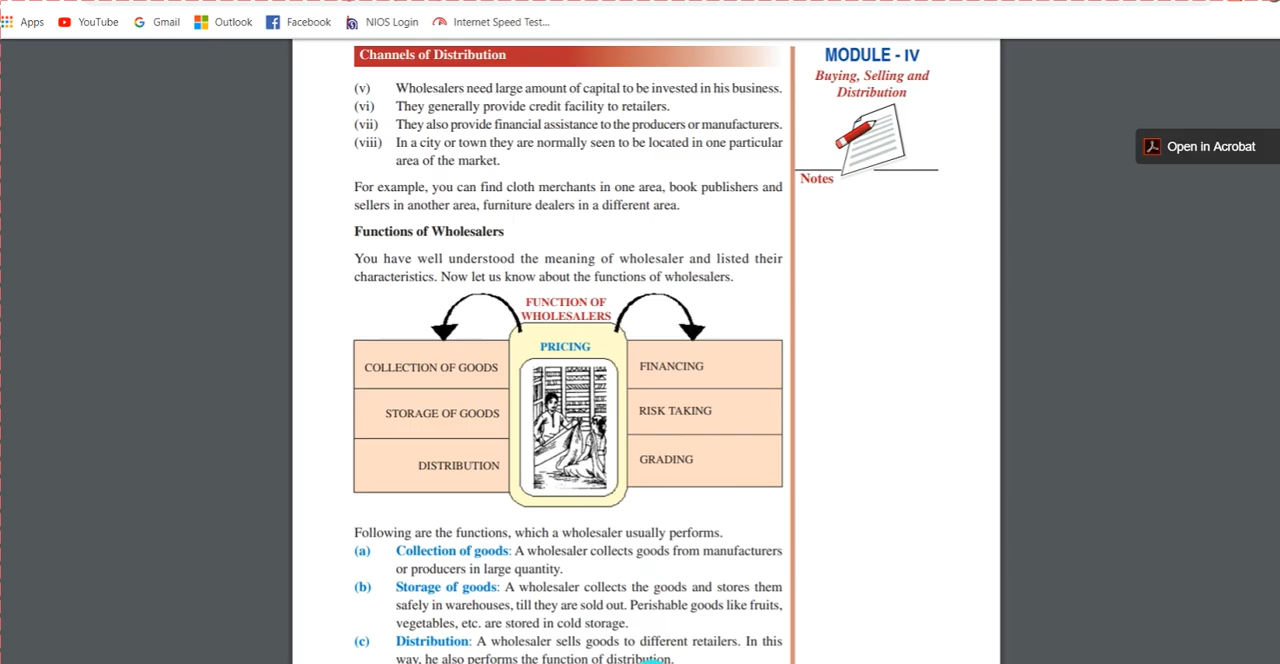 Apps YouTube Gmail Outlook Facebook NIOS Login Internet Speed Test...
Channels of Distribution
(v) Wholesalers need large amount of capital to be invested in his business.
(vi) They generally provide credit facility to retailers.
(vii) They also provide financial assistance to the producers or manufacturers.
(viii) In a city or town they are normally seen to be located in one particular
area of the market.
For example, you can find cloth merchants in one area, book publishers and
sellers in another area, furniture dealers in a different area.
Functions of Wholesalers
You have well understood the meaning of wholesaler and listed their
characteristics. Now let us know about the functions of wholesalers.
FUNCTION OF
WHOLESALERS
PRICING
COLLECTION OF GOODS
STORAGE OF GOODS
DISTRIBUTION
FINANCING
RISK TAKING
GRADING
Following are the functions, which a wholesaler usually performs.
(a) Collection of goods: A wholesaler collects goods from manufacturers
or producers in large quantity.
(b) Storage of goods: A wholesaler collects the goods and stores them
safely in warehouses, till they are sold out. Perishable goods like fruits,
vegetables, etc. are stored in cold storage.
(c) Distribution: A wholesaler sells goods to different retailers. In this
way, he also performs the function of distribution.
MODULE - IV
Buying, Selling and
Distribution
Notes
Open in Acrobat